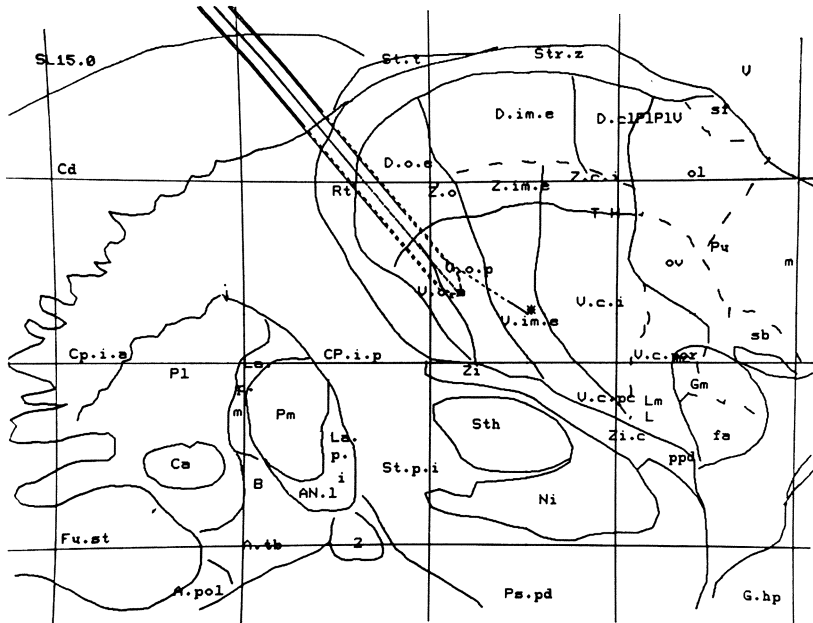 SL15.0
St.t
Str.z
V
sf
D.im.e
D.clPlPlV
D.o.e
Cd
Z.im.e
Z.c.i
ol
Rt
Z.o
T H
Pu
ov
m
V.o.p
V.o.a
V.im.e
V.c.i
sb
Cp.i.a
CP.i.p
V.c.por
La.
Zi
Pl
Gm
p.
V.c.pc
Lm
m
Pm
L
Sth
La.
Zi.c
fa
p.
ppd
Ca
St.p.i
i
B
AN.l
Ni
Fu.st
A.tb
2
A.pol
Ps.pd
G.hp